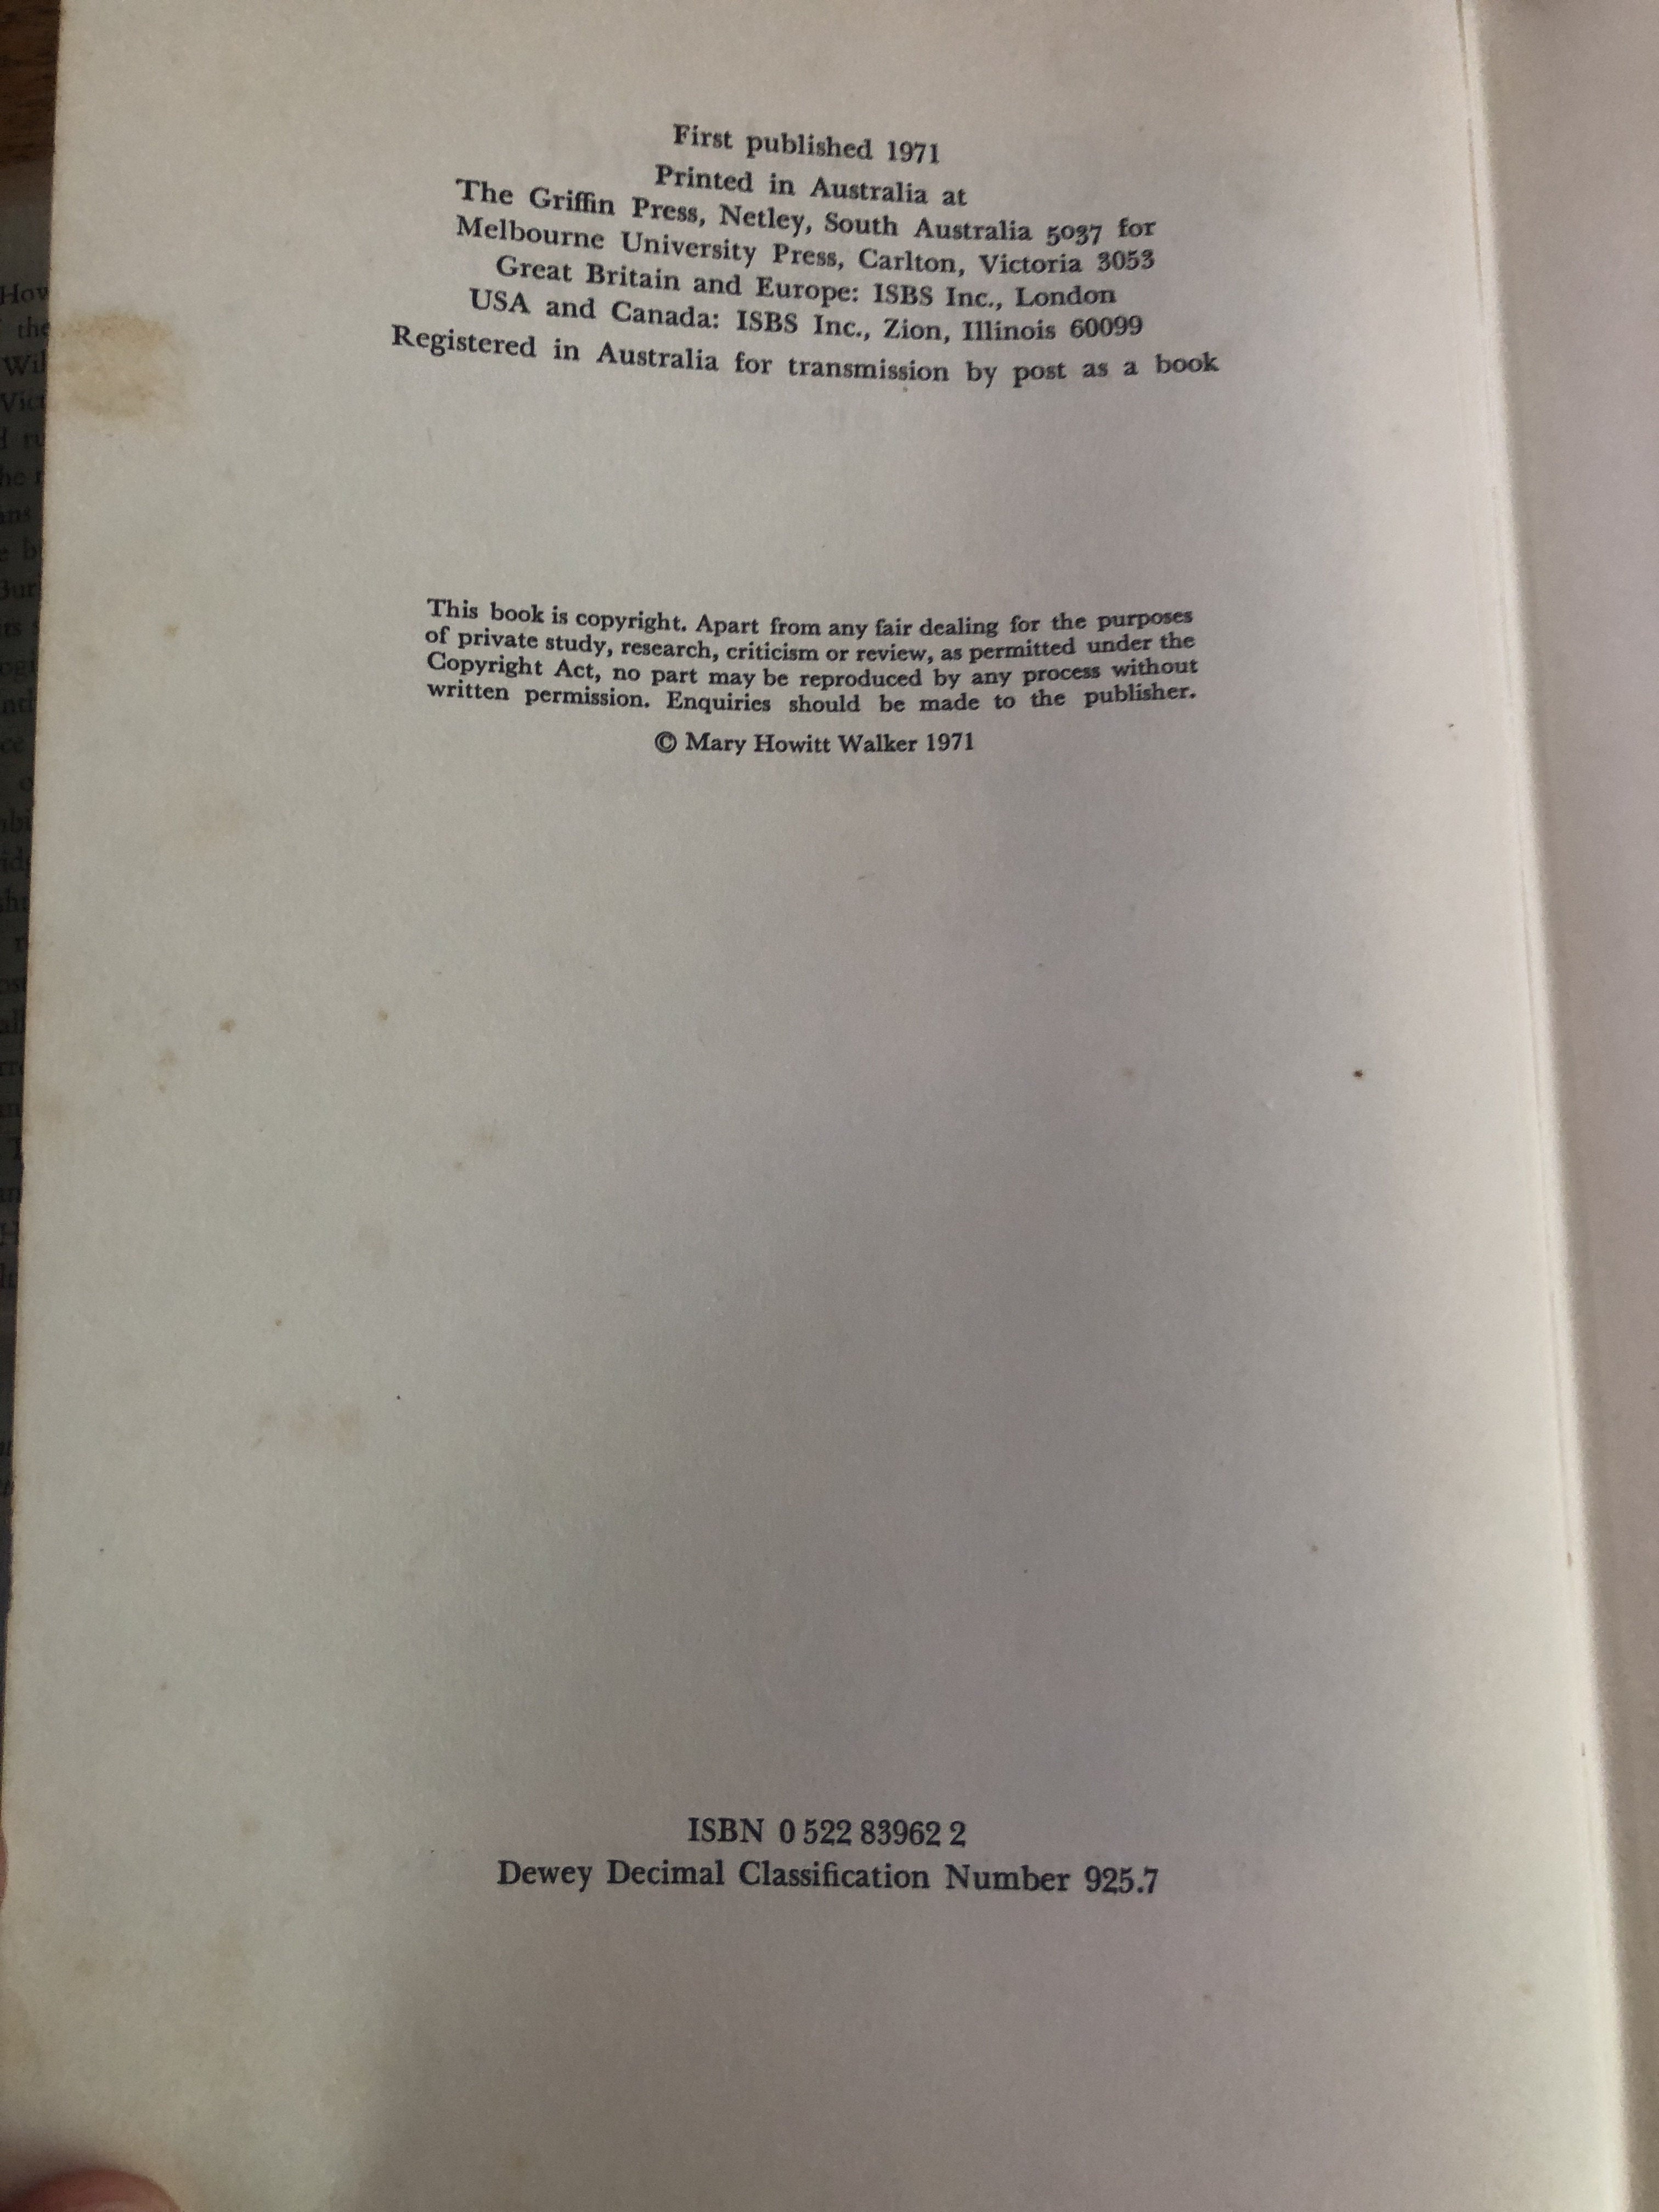 First published 1971
Printed in Australia at
The Griffin Press, Netley, South Australia 5037 for
Melbourne University Press, Carlton, Victoria 3053
Great Britain and Europe: ISBS Inc., London
USA and Canada: ISBS Inc., Zion, Illinois 60099
Registered in Australia for transmission by post as a book
This book is copyright. Apart from any fair dealing for the purposes
of private study, research, criticism or review, as permitted under the
Copyright Act, no part may be reproduced by any process without
written permission. Enquiries should be made to the publisher.
© Mary Howitt Walker 1971
ISBN 0 522 83962 2
Dewey Decimal Classification Number 925.7